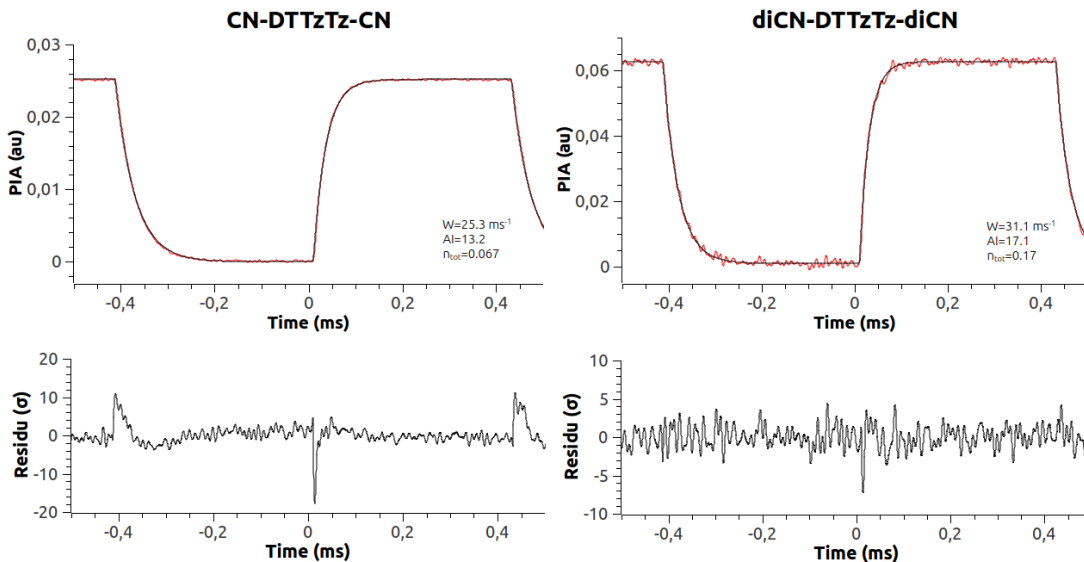 CN-DTTzTz-CN
0,03
0,02
0,01
0
PIA (au)
W=25.3 ms⁻¹
Al=13.2
nₜₒₜ=0.067
-0,4 -0,2 0 0,2 0,4
Time (ms)
diCN-DTTzTz-diCN
0,06
0,04
0,02
0
PIA (au)
W=31.1 ms⁻¹
Al=17.1
nₜₒₜ=0.17
-0,4 -0,2 0 0,2 0,4
Time (ms)
20
10
0
-10
-20
Residu (σ)
-0,4 -0,2 0 0,2 0,4
Time (ms)
10
5
0
-5
-10
Residu (σ)
-0,4 -0,2 0 0,2 0,4
Time (ms)